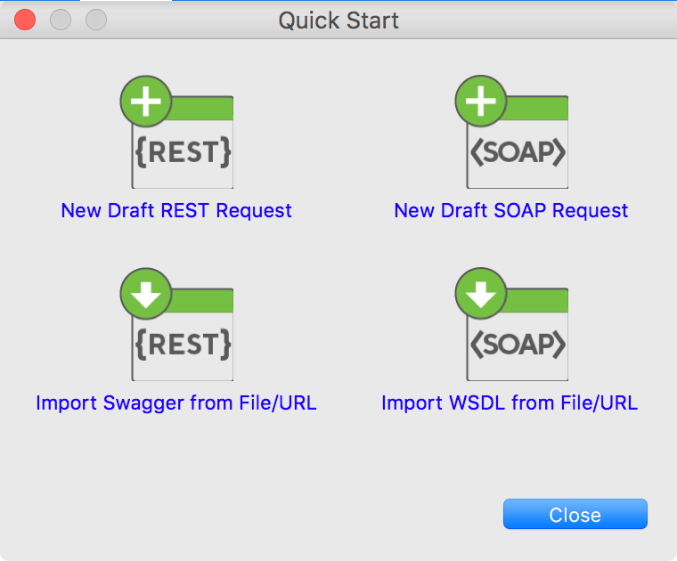 Quick Start
{REST}
<SOAP>
New Draft REST Request
New Draft SOAP Request
{REST}
<SOAP>
Import Swagger from File/URL
Import WSDL from File/URL
Close